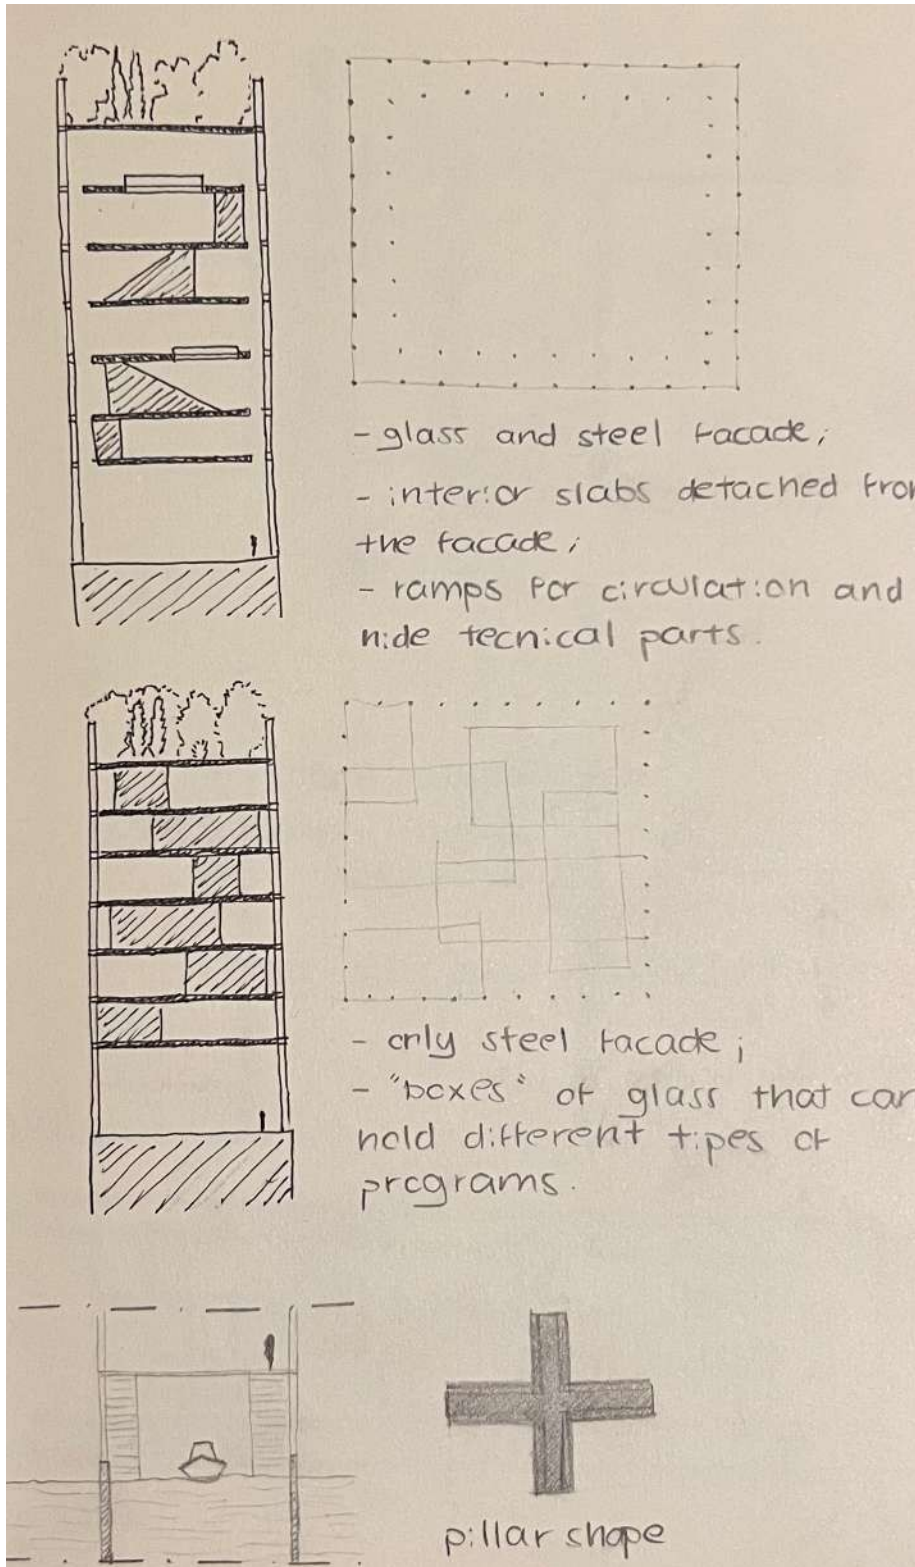 - glass and steel facade;
- interior slabs detached from
the facade;
- ramps for circulation and
hide tecnical parts.
- only steel facade;
- "boxes" of glass that can
hold different types of
programs.
pillar shape